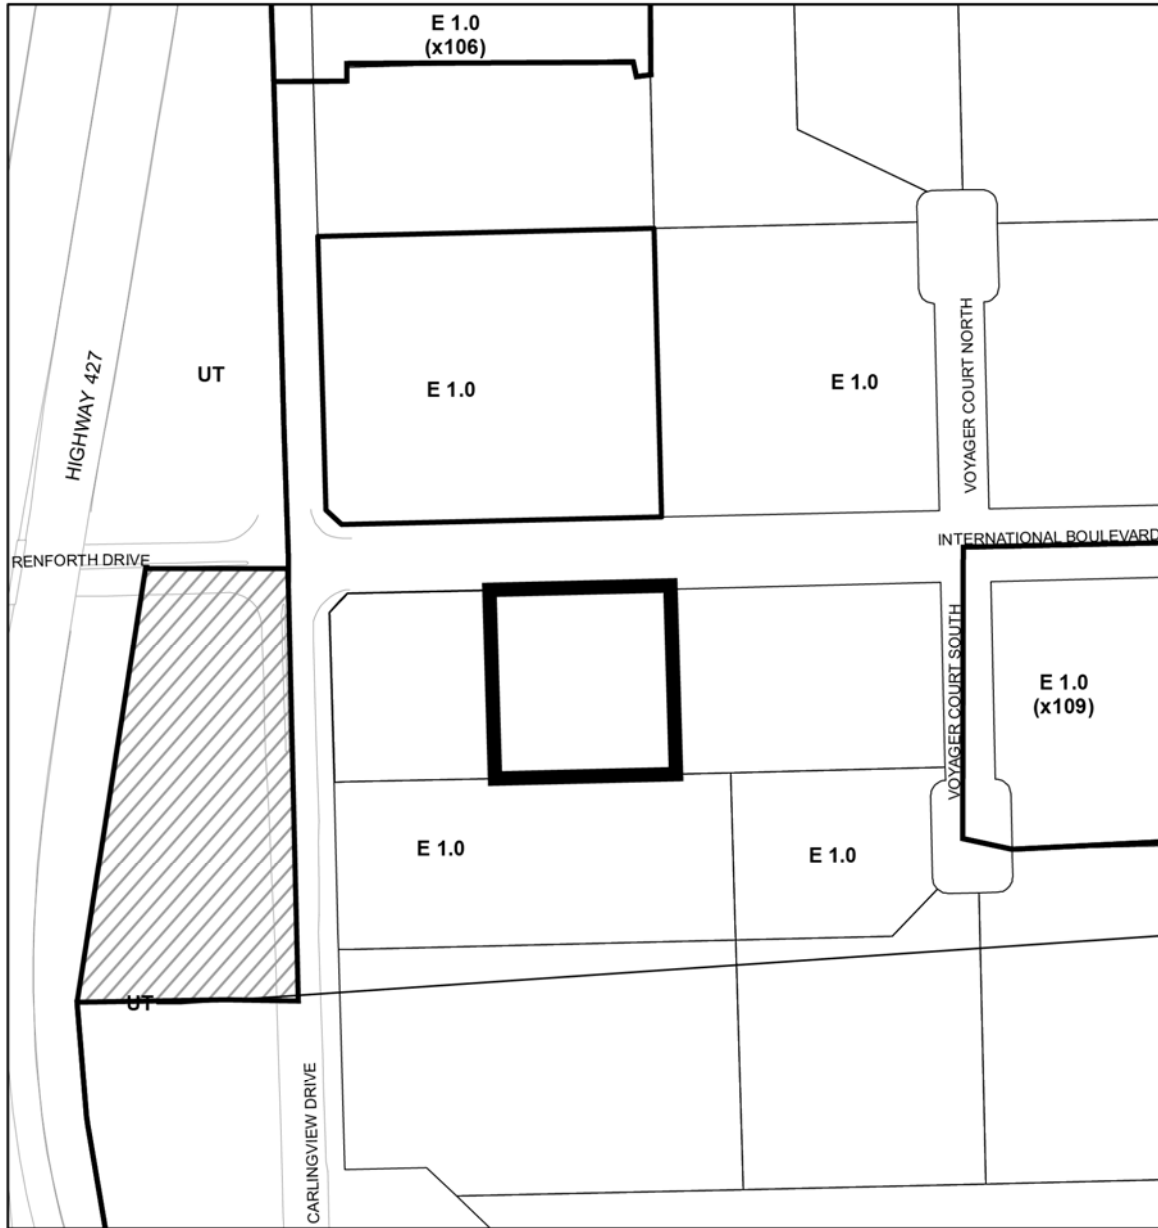 E 1.0
(x106)
HIGHWAY 427
UT
E 1.0
E 1.0
VOYAGER COURT NORTH
INTERNATIONAL BOULEVARD
RENFORTH DRIVE
VOYAGER COURT SOUTH
E 1.0
(x109)
E 1.0
E 1.0
UT
CARLINGVIEW DRIVE